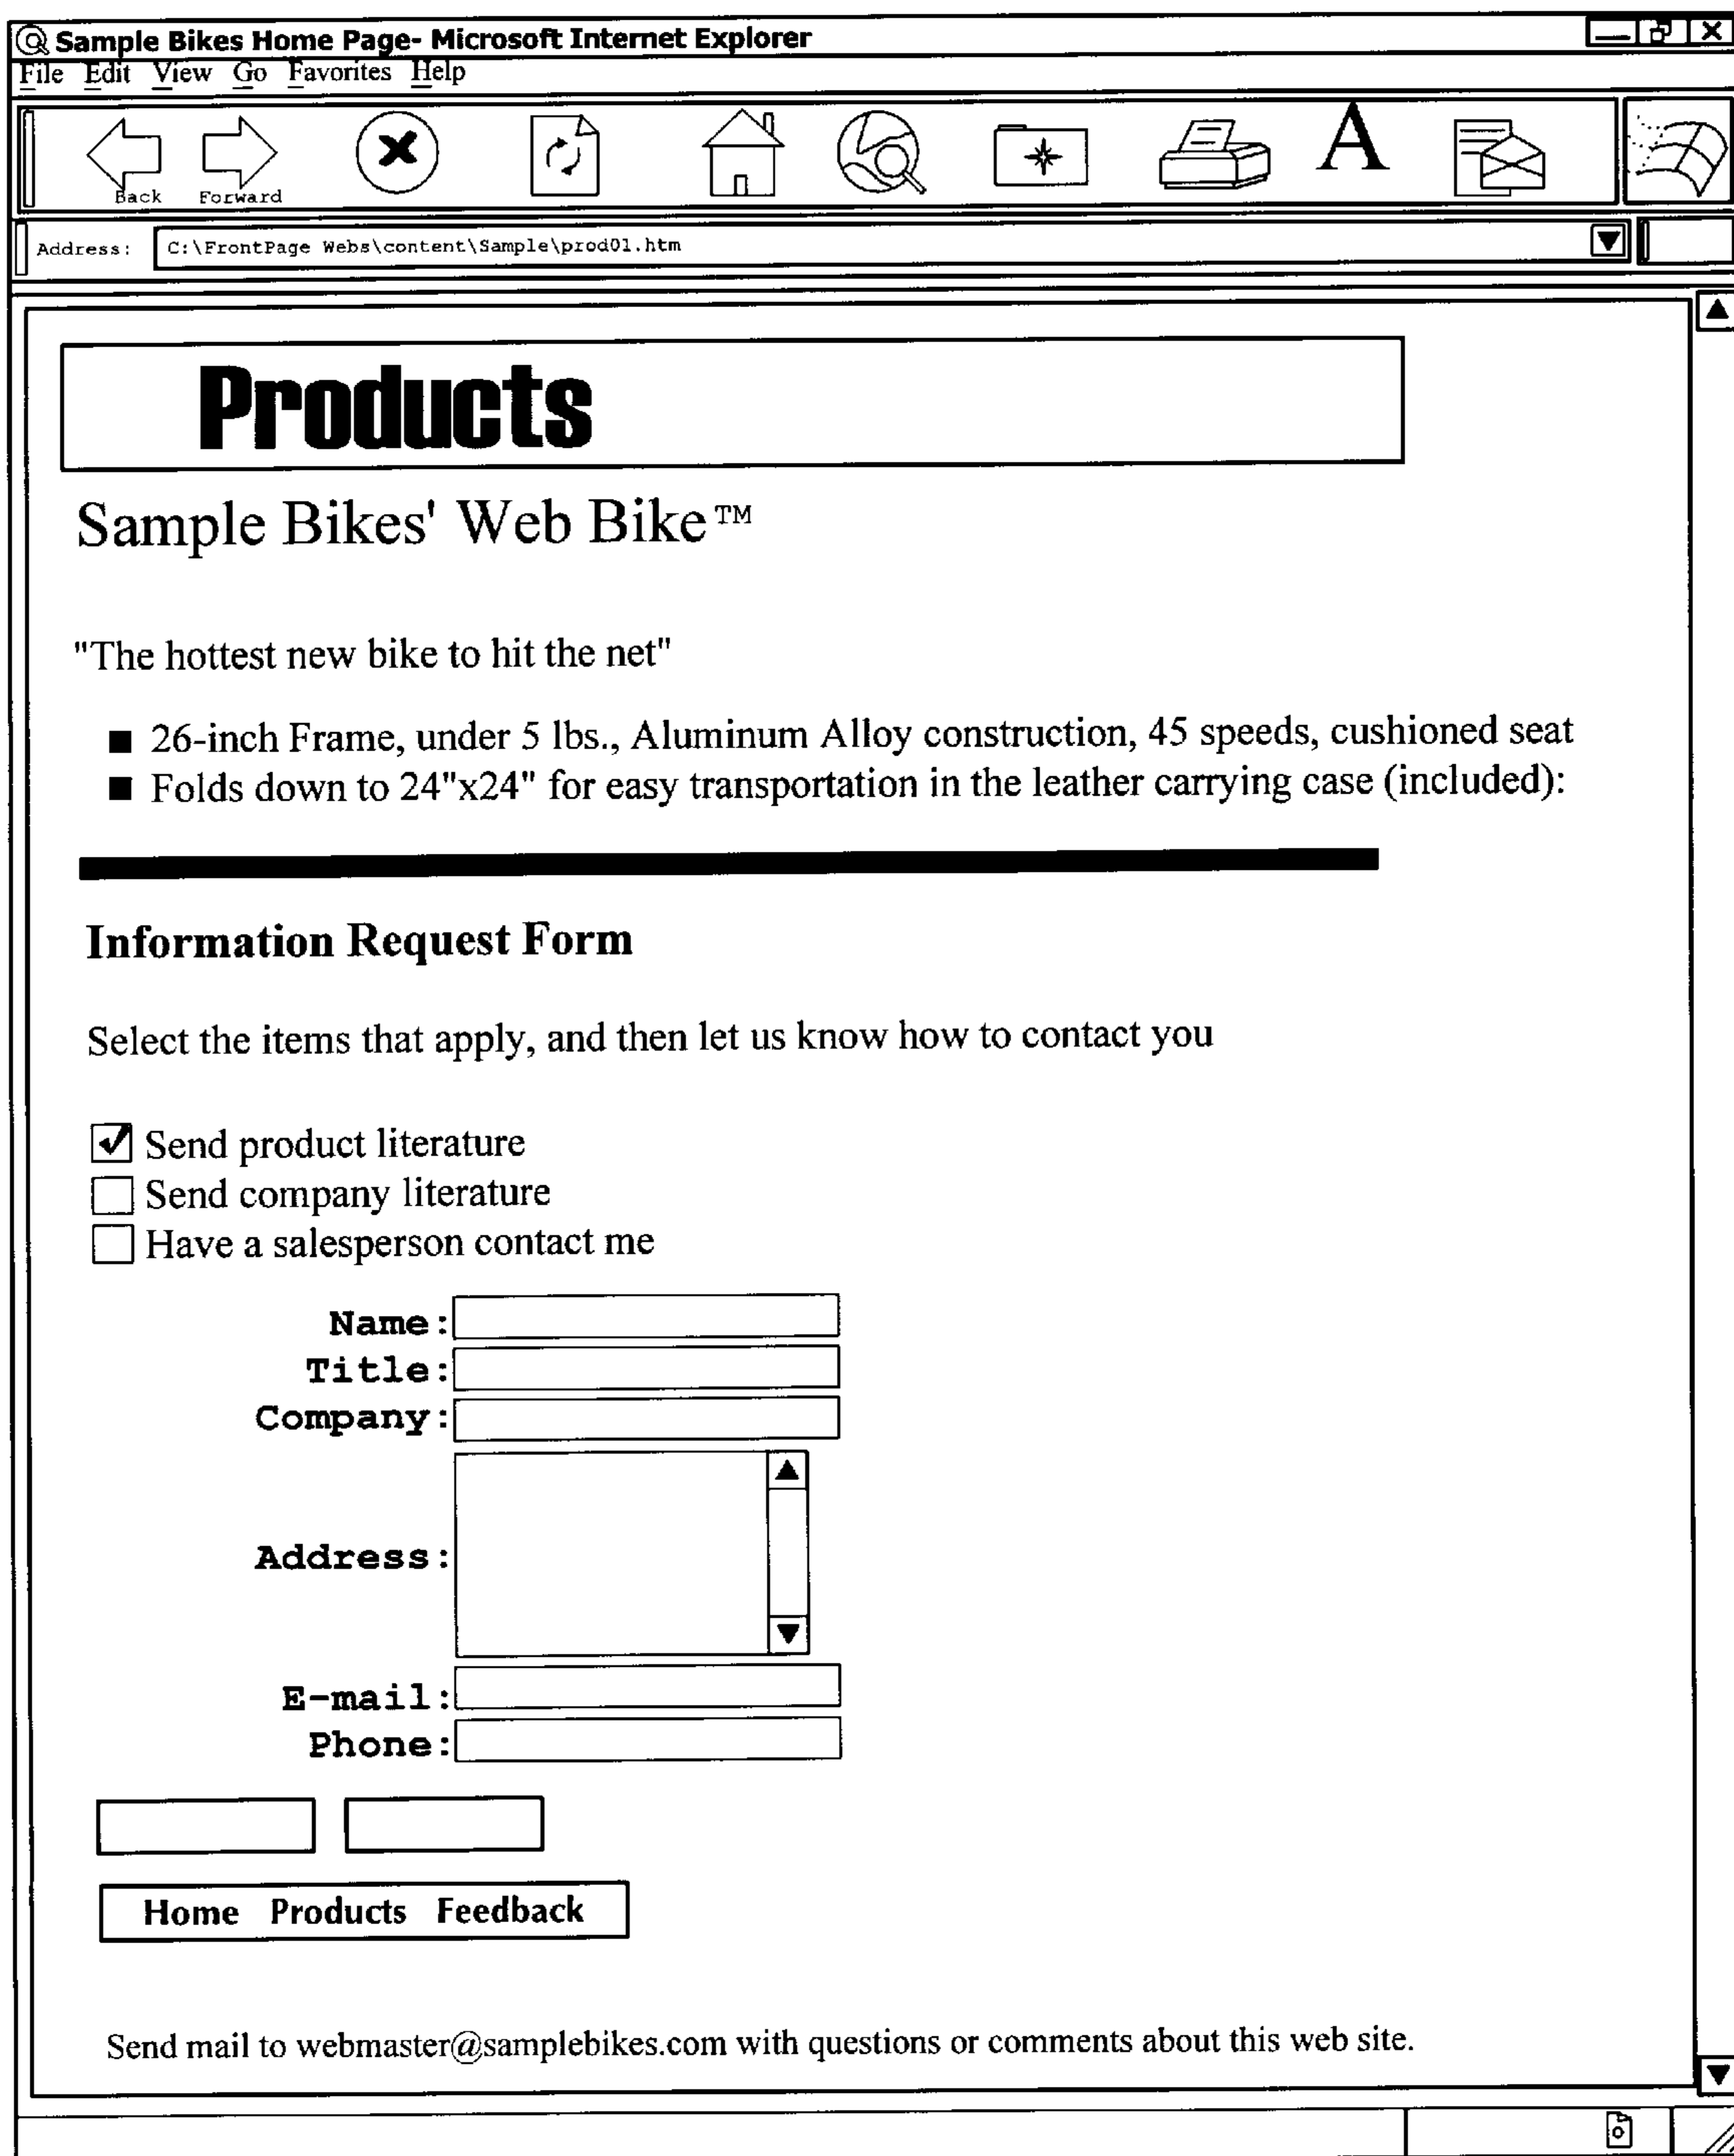 Sample Bikes Home Page- Microsoft Internet Explorer
File Edit View Go Favorites Help
A
Back Forward
Address: C:\FrontPage Webs\content\Sample\prod01.htm
Products
Sample Bikes' Web Bike™
"The hottest new bike to hit the net"
■ 26-inch Frame, under 5 lbs., Aluminum Alloy construction, 45 speeds, cushioned seat
■ Folds down to 24"x24" for easy transportation in the leather carrying case (included):
Information Request Form
Select the items that apply, and then let us know how to contact you
Send product literature
Send company literature
Have a salesperson contact me
Name:
Title:
Company:
Address:
E-mail:
Phone:
Home Products Feedback
Send mail to webmaster@samplebikes.com with questions or comments about this web site.